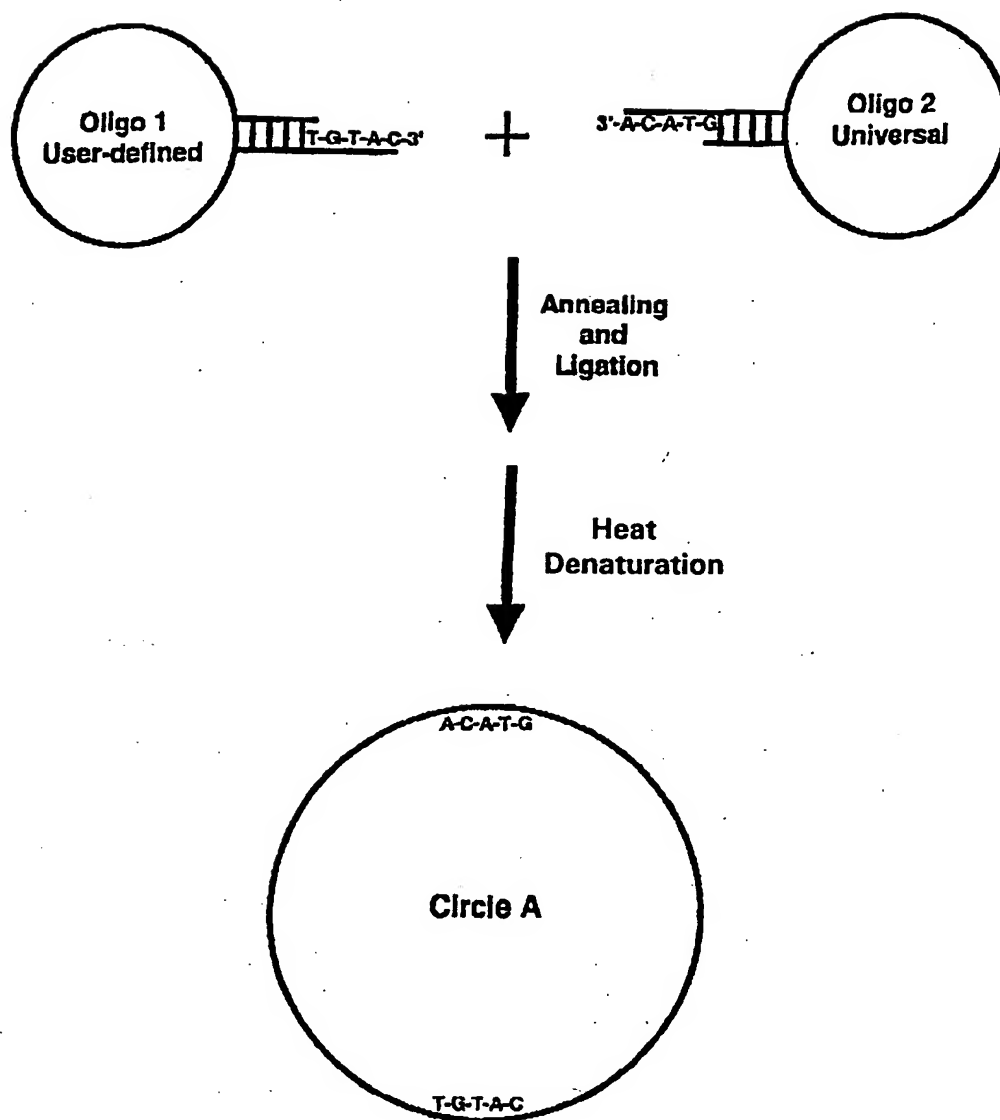 Oligo 1
User-defined
T-G-T-A-C-3'
+
3'-A-C-A-T-G
Oligo 2
Universal
Annealing
and
Ligation
Heat
Denaturation
A-C-A-T-G
Circle A
T-G-T-A-C